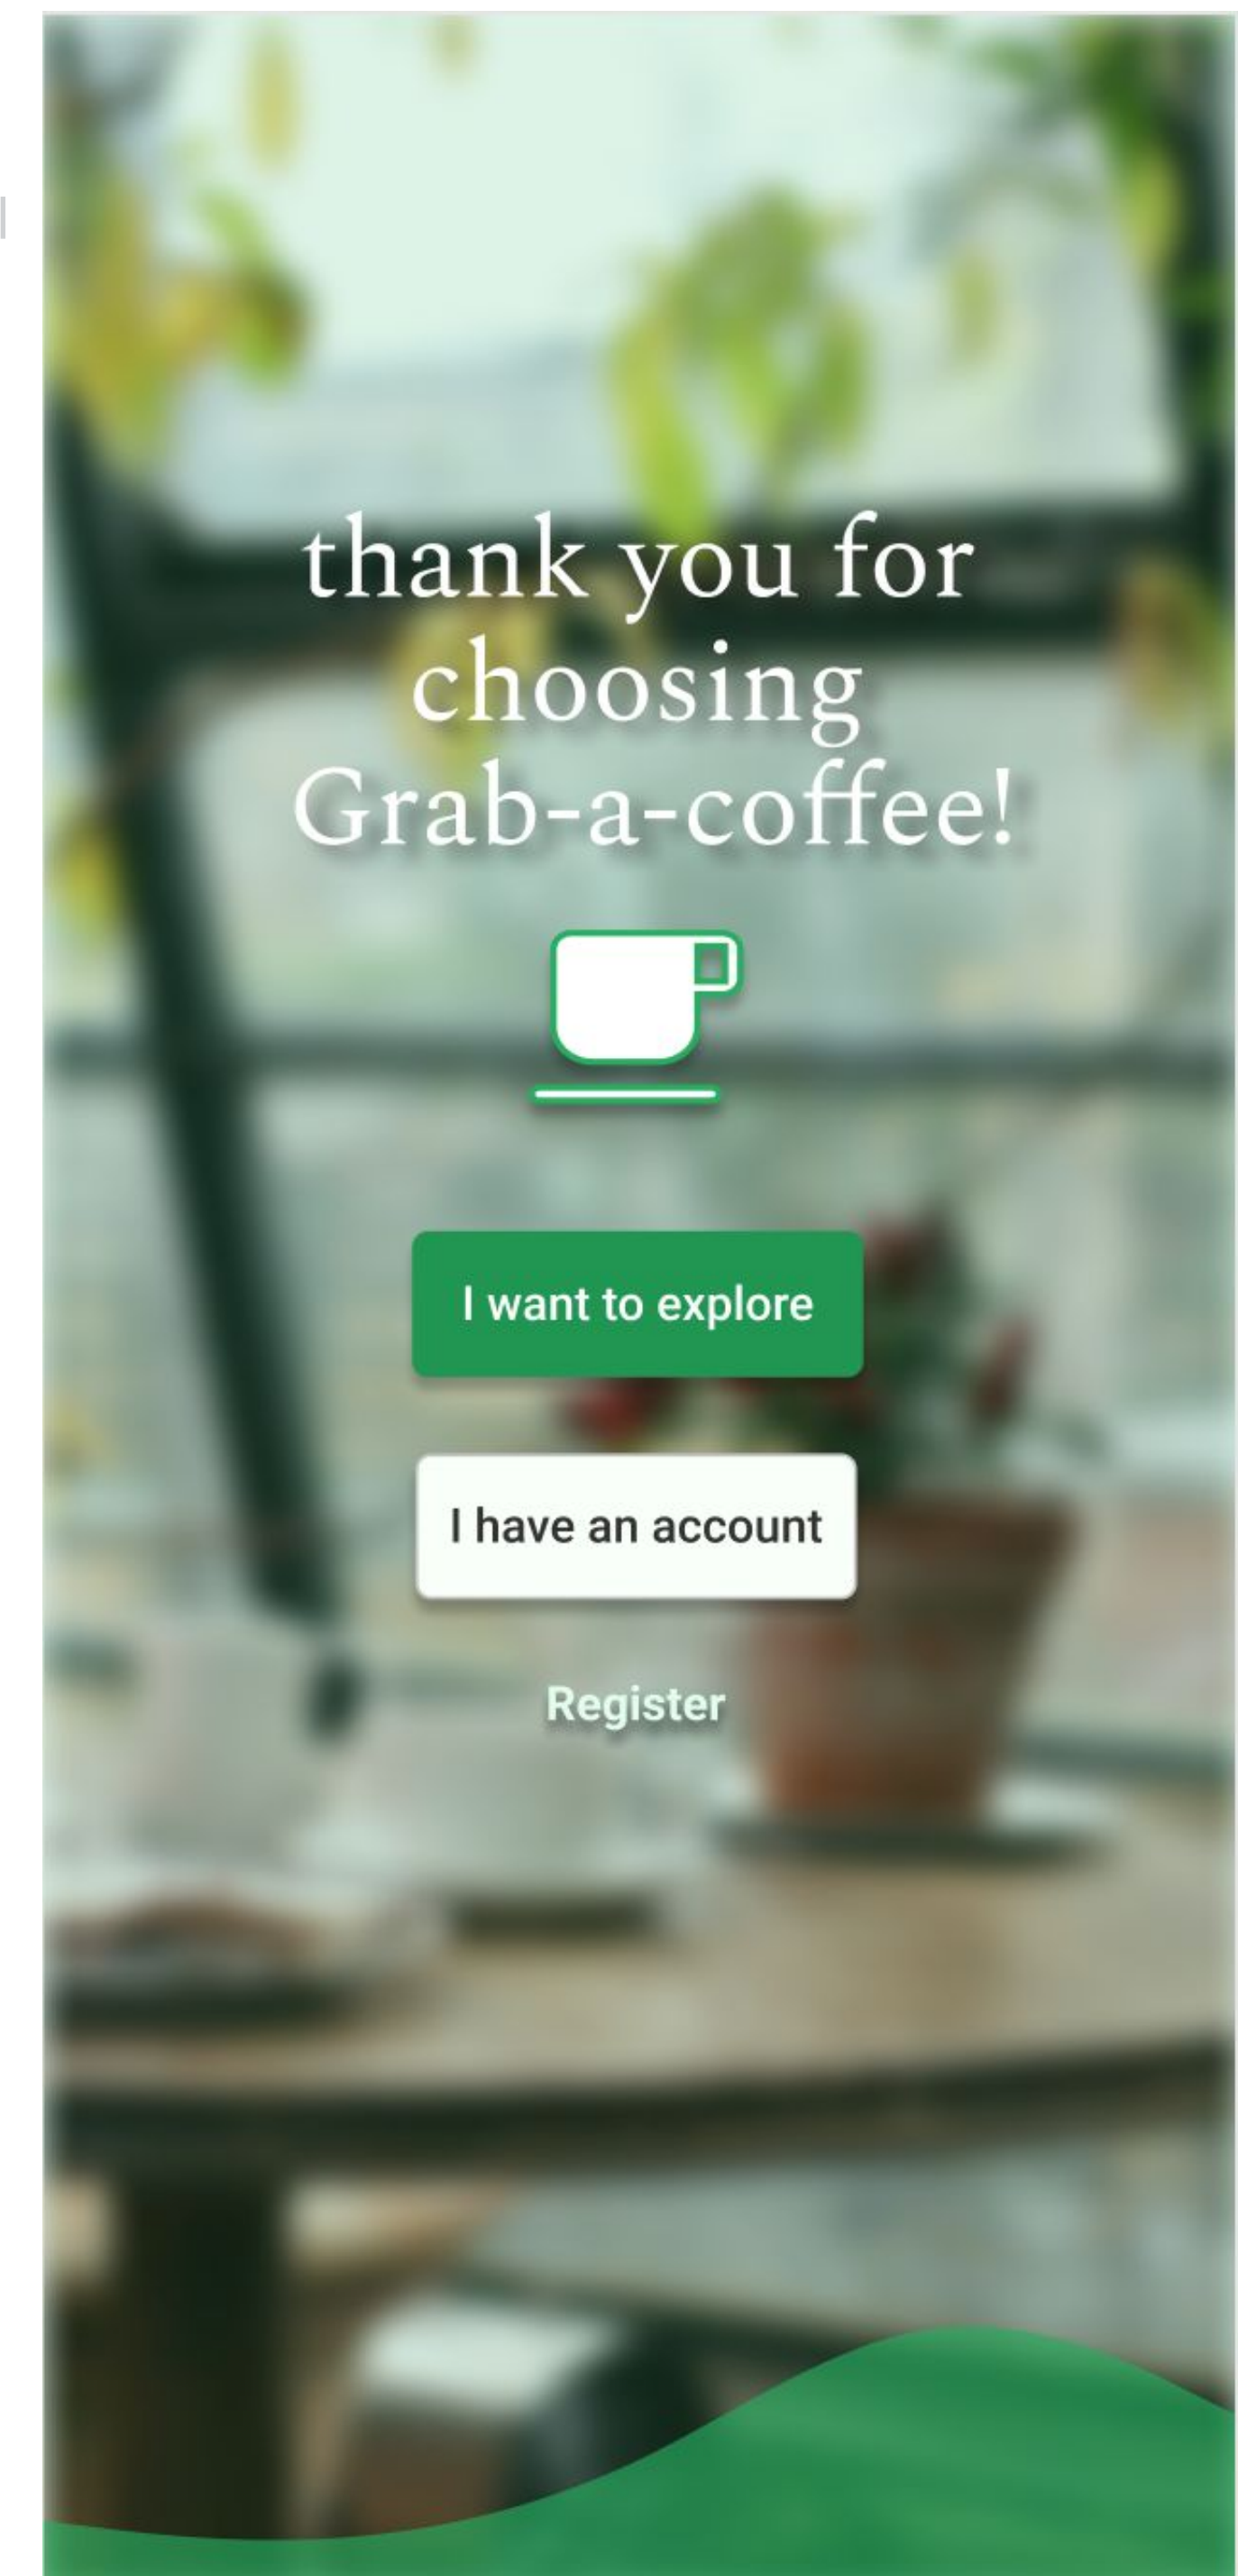 thank you for
choosing
Grab-a-coffee!
I want to explore
I have an account
Register